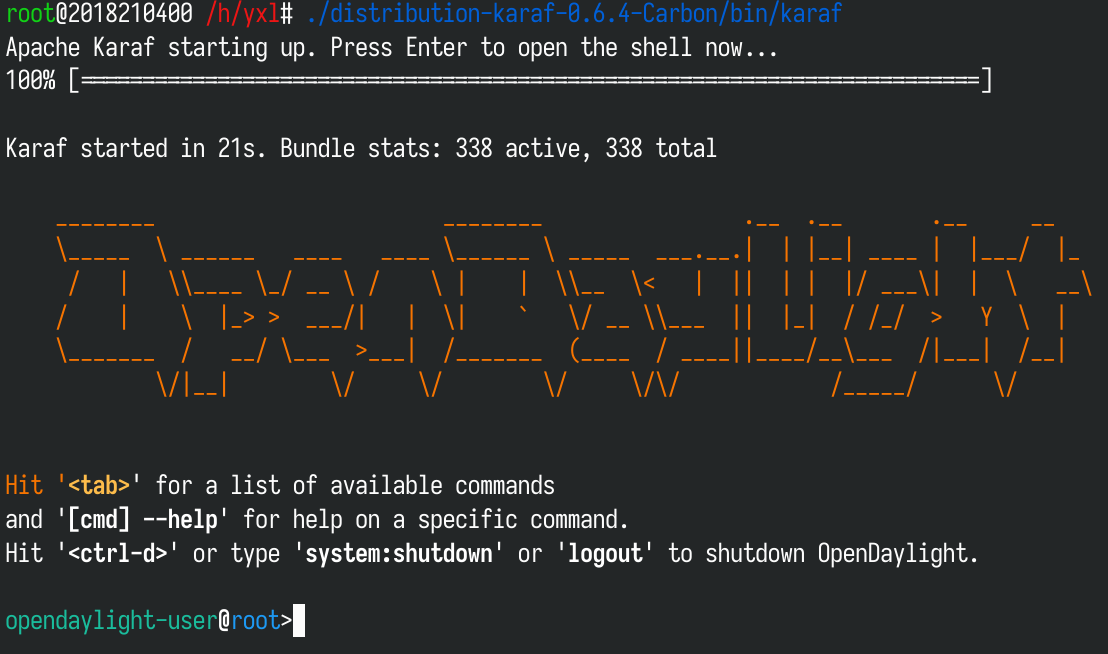 root@2018210400 /h/yxl# ./distribution-karaf-0.6.4-Carbon/bin/karaf
Apache Karaf starting up. Press Enter to open the shell now...
100% [========================================================================]
Karaf started in 21s. Bundle stats: 338 active, 338 total
OpenDaylight
Hit '<tab>' for a list of available commands
and '[cmd] --help' for help on a specific command.
Hit '<ctrl-d>' or type 'system:shutdown' or 'logout' to shutdown OpenDaylight.
opendaylight-user@root>